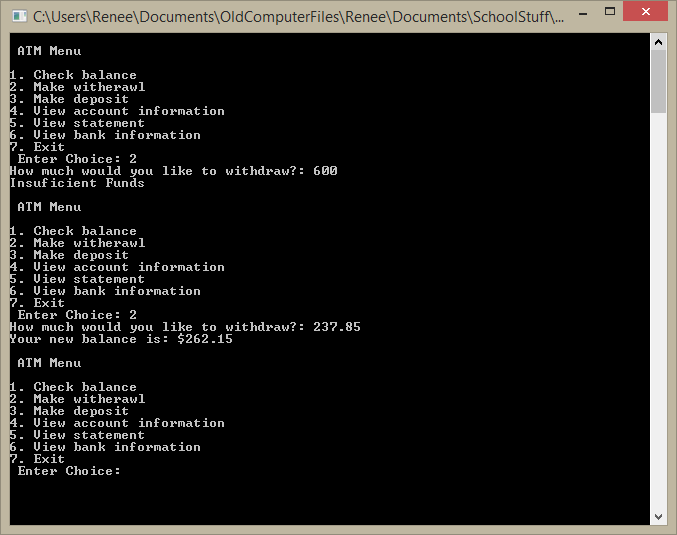 C:\Users\Renee\Documents\OldComputerFiles\Renee\Documents\SchoolStuff\...
ATM Menu
1. Check balance
2. Make witherawl
3. Make deposit
4. View account information
5. View statement
6. View bank information
7. Exit
Enter Choice: 2
How much would you like to withdraw?: 600
Insuficient Funds
ATM Menu
1. Check balance
2. Make witherawl
3. Make deposit
4. View account information
5. View statement
6. View bank information
7. Exit
Enter Choice: 2
How much would you like to withdraw?: 237.85
Your new balance is: $262.15
ATM Menu
1. Check balance
2. Make witherawl
3. Make deposit
4. View account information
5. View statement
6. View bank information
7. Exit
Enter Choice: